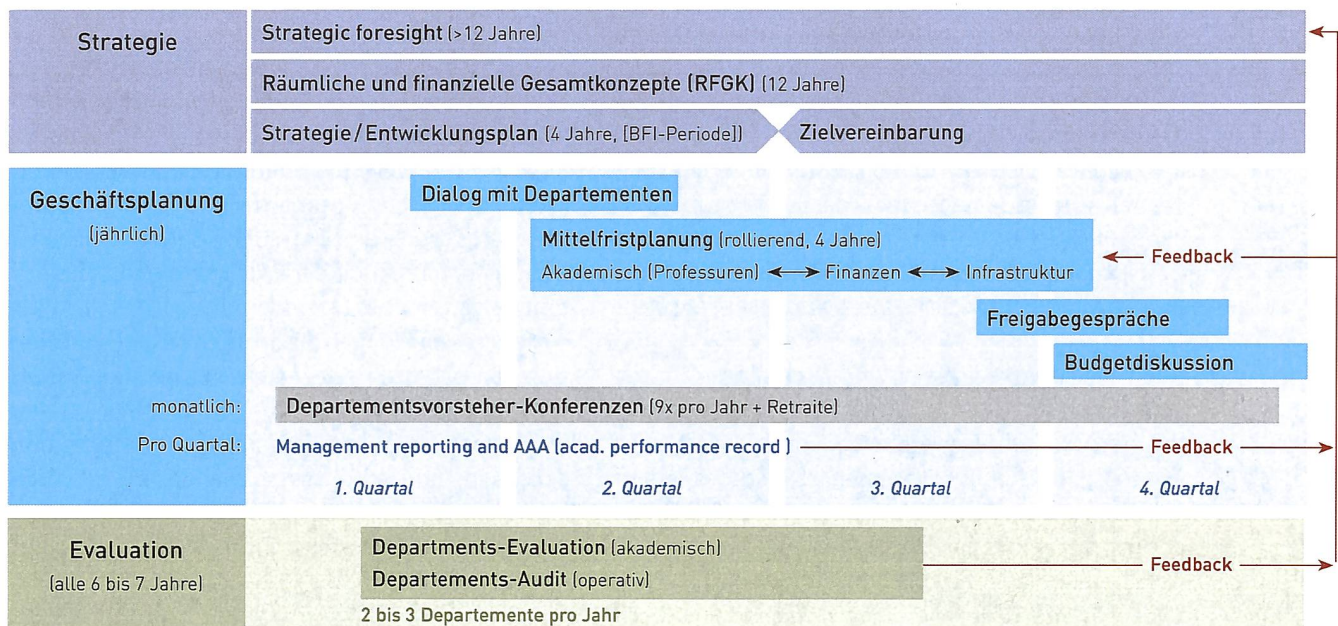 Strategie
Strategic foresight (>12 Jahre)
Räumliche und finanzielle Gesamtkonzepte (RFGK) (12 Jahre)
Strategie/Entwicklungsplan (4 Jahre, [BFI-Periode])
Zielvereinbarung
Geschäftsplanung
(jährlich)
Dialog mit Departementen
Mittelfristplanung (rollierend, 4 Jahre)
Akademisch (Professuren) ↔ Finanzen ↔ Infrastruktur
Feedback
Freigabegespräche
Budgetdiskussion
monatlich:
Departementsvorsteher-Konferenzen (9x pro Jahr + Retraite)
Pro Quartal:
Management reporting and AAA (acad. performance record )
Feedback
1. Quartal
2. Quartal
3. Quartal
4. Quartal
Evaluation
(alle 6 bis 7 Jahre)
Departments-Evaluation (akademisch)
Departements-Audit (operativ)
Feedback
2 bis 3 Departemente pro Jahr